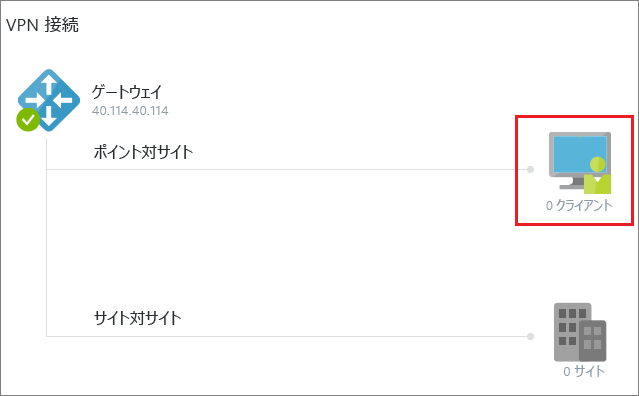 VPN 接続
ゲートウェイ
40.114.40.114
ポイント対サイト
0 クライアント
サイト対サイト
0 サイト